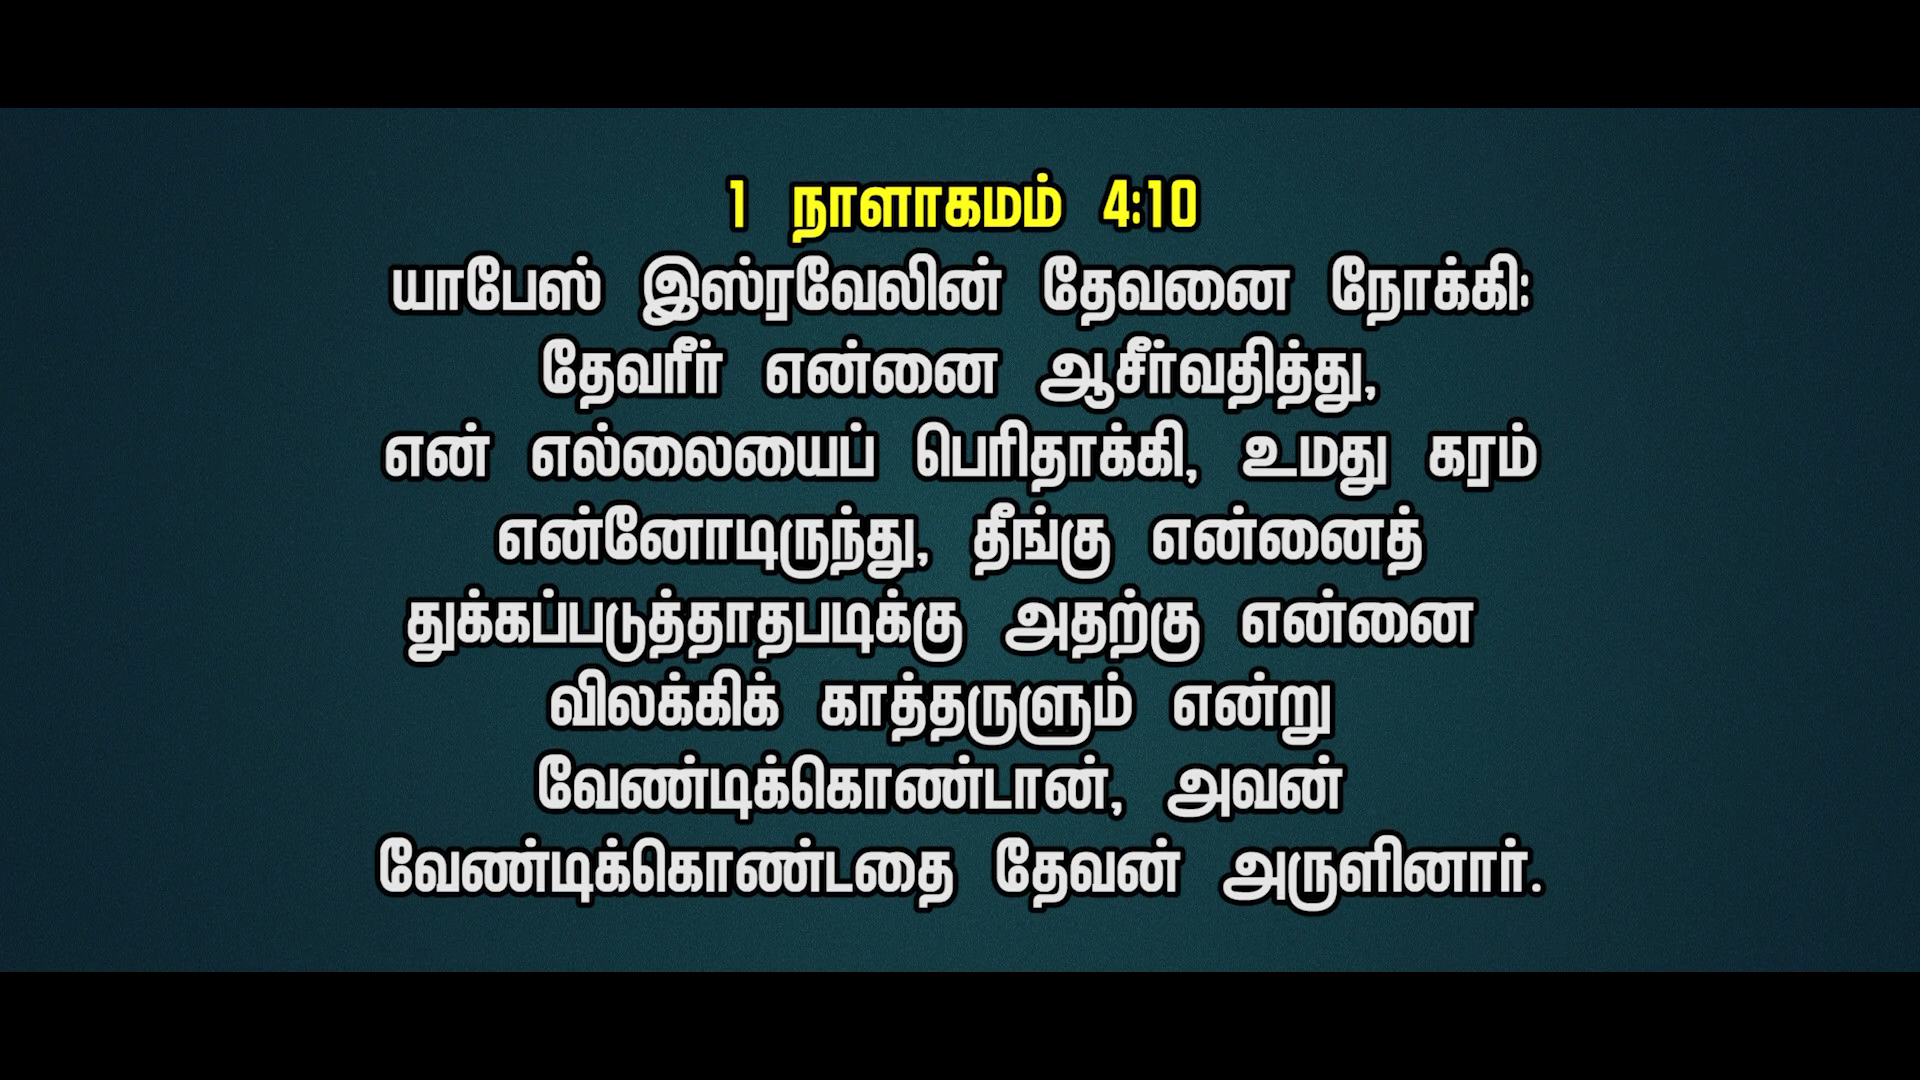 1 நாளாகமம் 4:10
யாபேஸ் இஸ்ரவேலின் தேவனை நோக்கி:
தேவரீர் என்னை ஆசீர்வதித்து,
என் எல்லையைப் பெரிதாக்கி, உமது கரம்
என்னோடிருந்து, தீங்கு என்னைத்
துக்கப்படுத்தாதபடிக்கு அதற்கு என்னை
விலக்கிக் காத்தருளும் என்று
வேண்டிக்கொண்டான், அவன்
வேண்டிக்கொண்டதை தேவன் அருளினார்.